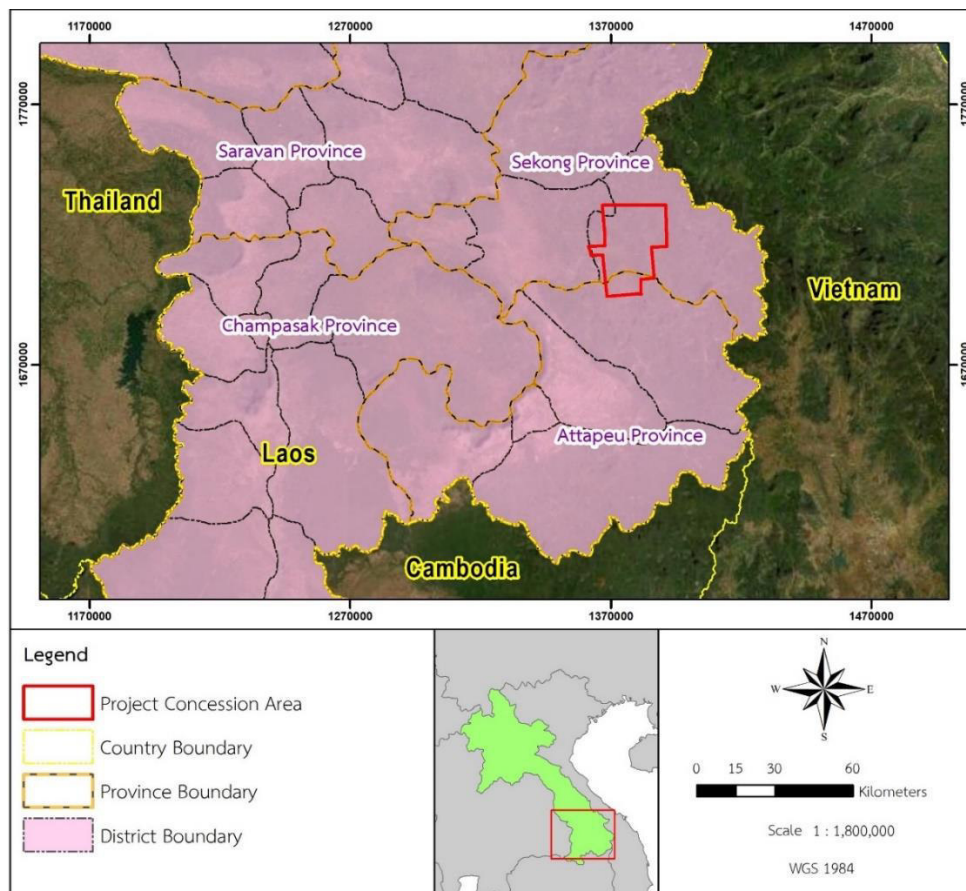 1170000 1270000 1370000 1470000
1770000 1770000
Saravan Province
Sekong Province
Thailand
Vietnam
Champasak Province
1670000 1670000
Attapeu Province
Laos
Cambodia
1170000 1270000 1370000 1470000
Legend
Project Concession Area
Country Boundary
Province Boundary
District Boundary
N
W E
S
0 15 30 60
Kilometers
Scale 1 : 1,800,000
WGS 1984